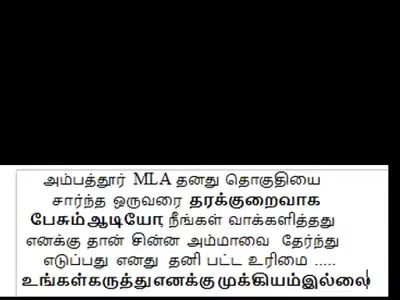 அம்பத்தூர் MLA தனது தொகுதியை
சார்ந்த ஒருவரை தரக்குறைவாக
பேசும்ஆடியோ, நீங்கள் வாக்களித்தது
எனக்கு தான் சின்ன அம்மாவை தேர்ந்து
எடுப்பது எனது தனி பட்ட உரிமை .....
உங்கள்கருத்துஎனக்குமுக்கியம்இல்லை